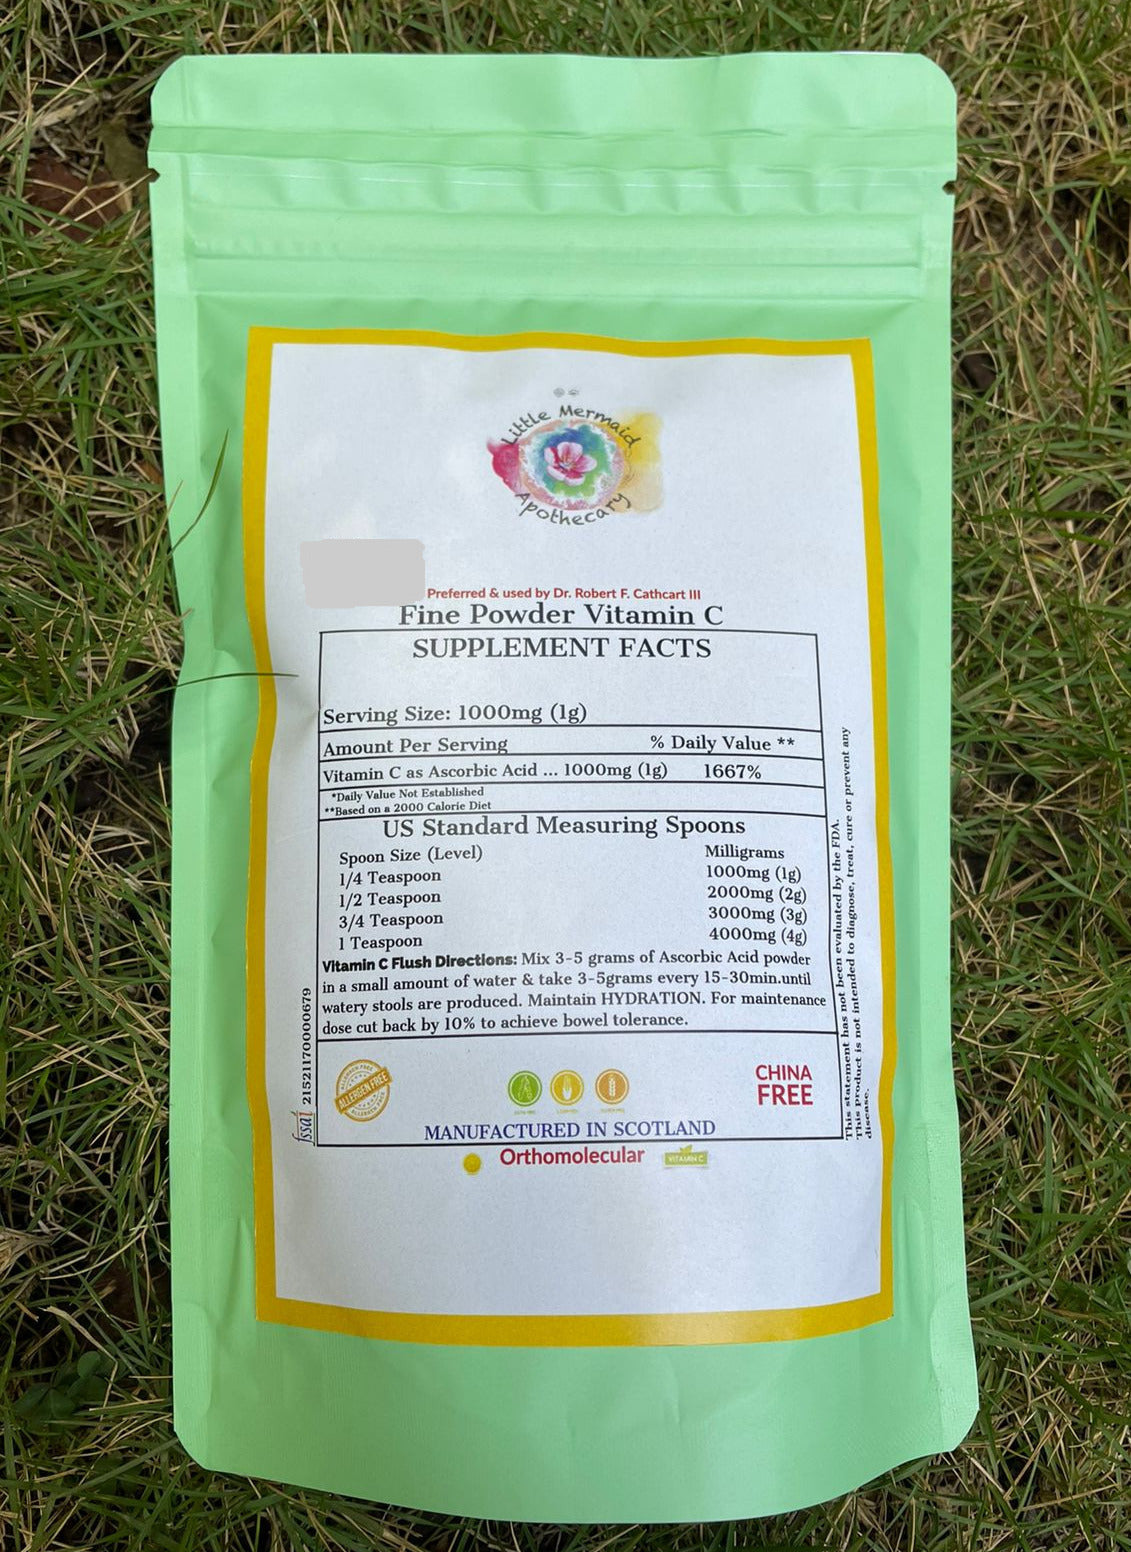 Little Mermaid
Apothecary
Preferred & used by Dr. Robert F. Cathcart III
Fine Powder Vitamin C
SUPPLEMENT FACTS
Serving Size: 1000mg (1g)
Amount Per Serving % Daily Value **
Vitamin C as Ascorbic Acid ... 1000mg (1g) 1667%
*Daily Value Not Established
**Based on a 2000 Calorie Diet
US Standard Measuring Spoons
Spoon Size (Level) Milligrams
1/4 Teaspoon 1000mg (1g)
1/2 Teaspoon 2000mg (2g)
3/4 Teaspoon 3000mg (3g)
1 Teaspoon 4000mg (4g)
Vitamin C Flush Directions: Mix 3-5 grams of Ascorbic Acid powder
in a small amount of water & take 3-5grams every 15-30min.until
watery stools are produced. Maintain HYDRATION. For maintenance
dose cut back by 10% to achieve bowel tolerance.
ALLERGEN FREE
ALLERGEN FREE
ALLERGEN FREE
CHINA
FREE
MANUFACTURED IN SCOTLAND
Orthomolecular
VITAMIN C
fssai 21521170000679
This statement has not been evaluated by the FDA.
This product is not intended to diagnose, treat, cure or prevent any
disease.